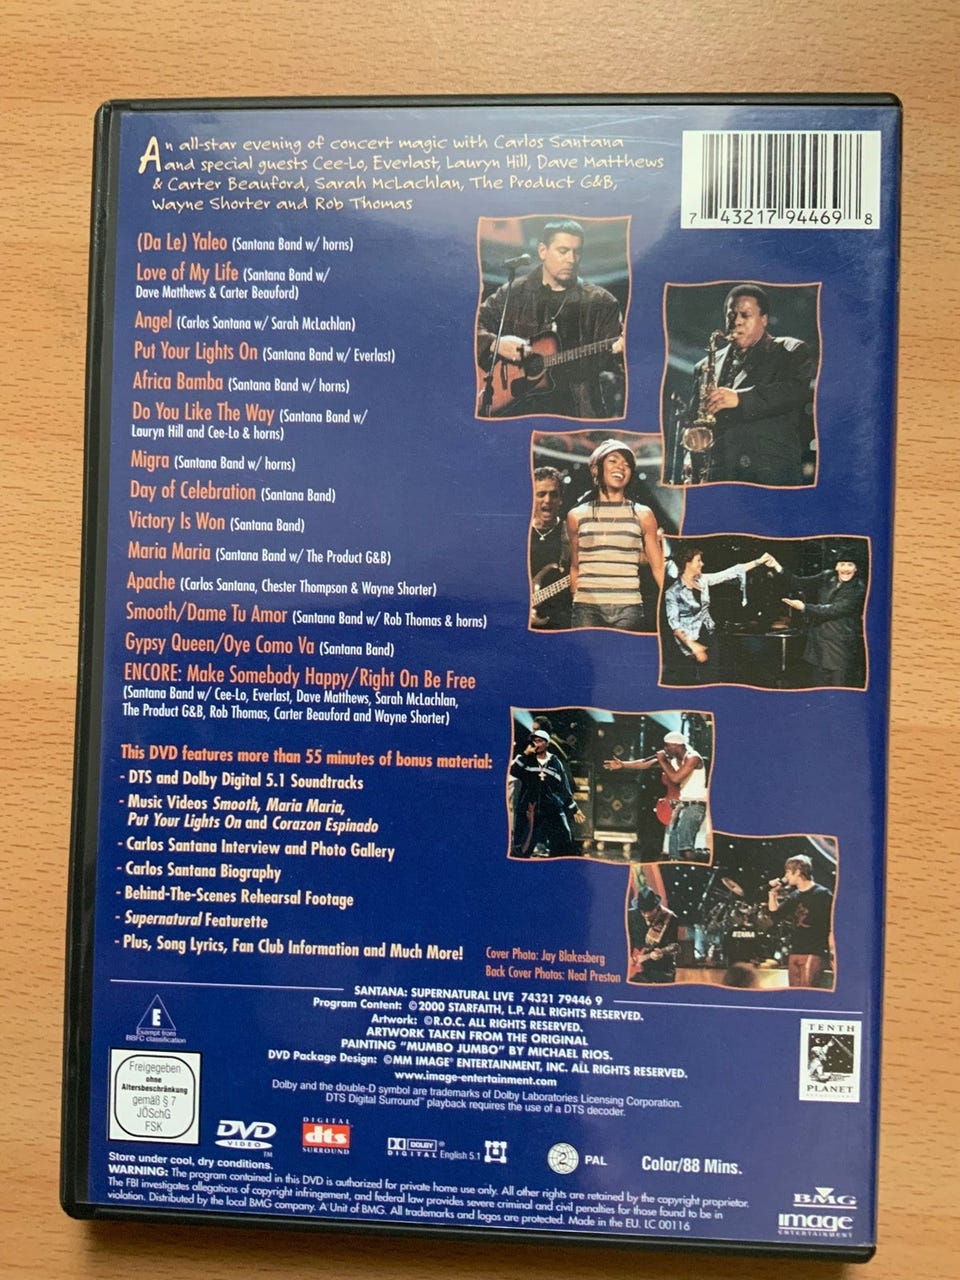 An all-star evening of concert magic with Carlos Santana
and special guests Cee-Lo, Everlast, Lauryn Hill, Dave Matthews
& Carter Beauford, Sarah McLachlan, The Product G&B,
Wayne Shorter and Rob Thomas
7 43217 94469 8
(Da Le) Yaleo (Santana Band w/ horns)
Love of My Life (Santana Band w/
Dave Matthews & Carter Beauford)
Angel (Carlos Santana w/ Sarah McLachlan)
Put Your Lights On (Santana Band w/ Everlast)
Africa Bamba (Santana Band w/ horns)
Do You Like The Way (Santana Band w/
Lauryn Hill and Cee-Lo & horns)
Migra (Santana Band w/ horns)
Day of Celebration (Santana Band)
Victory Is Won (Santana Band)
Maria Maria (Santana Band w/ The Product G&B)
Apache (Carlos Santana, Chester Thompson & Wayne Shorter)
Smooth/Dame Tu Amor (Santana Band w/ Rob Thomas & horns)
Gypsy Queen/Oye Como Va (Santana Band)
ENCORE: Make Somebody Happy/Right On Be Free
(Santana Band w/ Cee-Lo, Everlast, Dave Matthews, Sarah McLachlan,
The Product G&B, Rob Thomas, Carter Beauford and Wayne Shorter)
This DVD features more than 55 minutes of bonus material:
- DTS and Dolby Digital 5.1 Soundtracks
- Music Videos Smooth, Maria Maria,
Put Your Lights On and Corazon Espinado
- Carlos Santana Interview and Photo Gallery
- Carlos Santana Biography
- Behind-The-Scenes Rehearsal Footage
- Supernatural Featurette
- Plus, Song Lyrics, Fan Club Information and Much More!
Cover Photo: Jay Blakesberg
Back Cover Photos: Neal Preston
SANTANA: SUPERNATURAL LIVE 74321 79446 9
Program Content: ©2000 STARFAITH, L.P. ALL RIGHTS RESERVED.
Artwork: ©R.O.C. ALL RIGHTS RESERVED.
ARTWORK TAKEN FROM THE ORIGINAL
PAINTING "MUMBO JUMBO" BY MICHAEL RIOS.
DVD Package Design: ©MM IMAGE® ENTERTAINMENT, INC. ALL RIGHTS RESERVED.
www.image-entertainment.com
Dolby and the double-D symbol are trademarks of Dolby Laboratories Licensing Corporation.
DTS Digital Surround™ playback requires the use of a DTS decoder.
E
Exempt from
BBFC classification
Freigegeben
ohne
Altersbeschränkung
gemäß § 7
JÖSchG
FSK
TENTH
PLANET
DVD
VIDEO
TM
DIGITAL
dts
SURROUND
DOLBY
DIGITAL English 5.1
2 PAL
Color/88 Mins.
Store under cool, dry conditions.
WARNING: The program contained in this DVD is authorized for private home use only. All other rights are retained by the copyright proprietor.
The FBI investigates allegations of copyright infringement, and federal law provides severe criminal and civil penalties for those found to be in
violation. Distributed by the local BMG company. A Unit of BMG. All trademarks and logos are protected. Made in the EU. LC 00116
BMG
image
ENTERTAINMENT